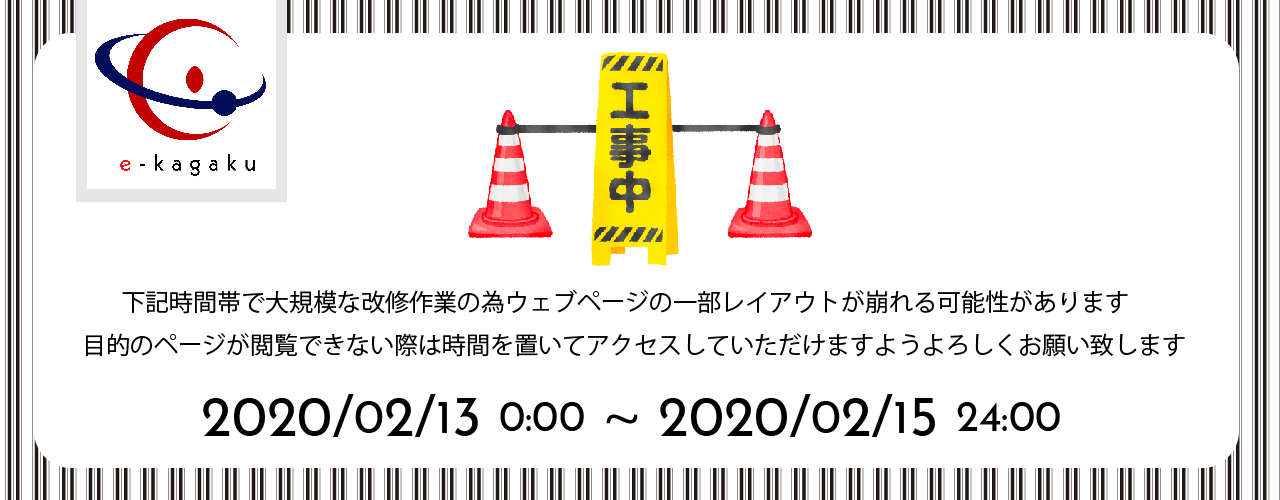 e-kagaku
工事中
下記時間帯で大規模な改修作業の為ウェブページの一部レイアウトが崩れる可能性があります
目的のページが閲覧できない際は時間を置いてアクセスしていただけますようよろしくお願い致します
2020/02/13 0:00 ～ 2020/02/15 24:00